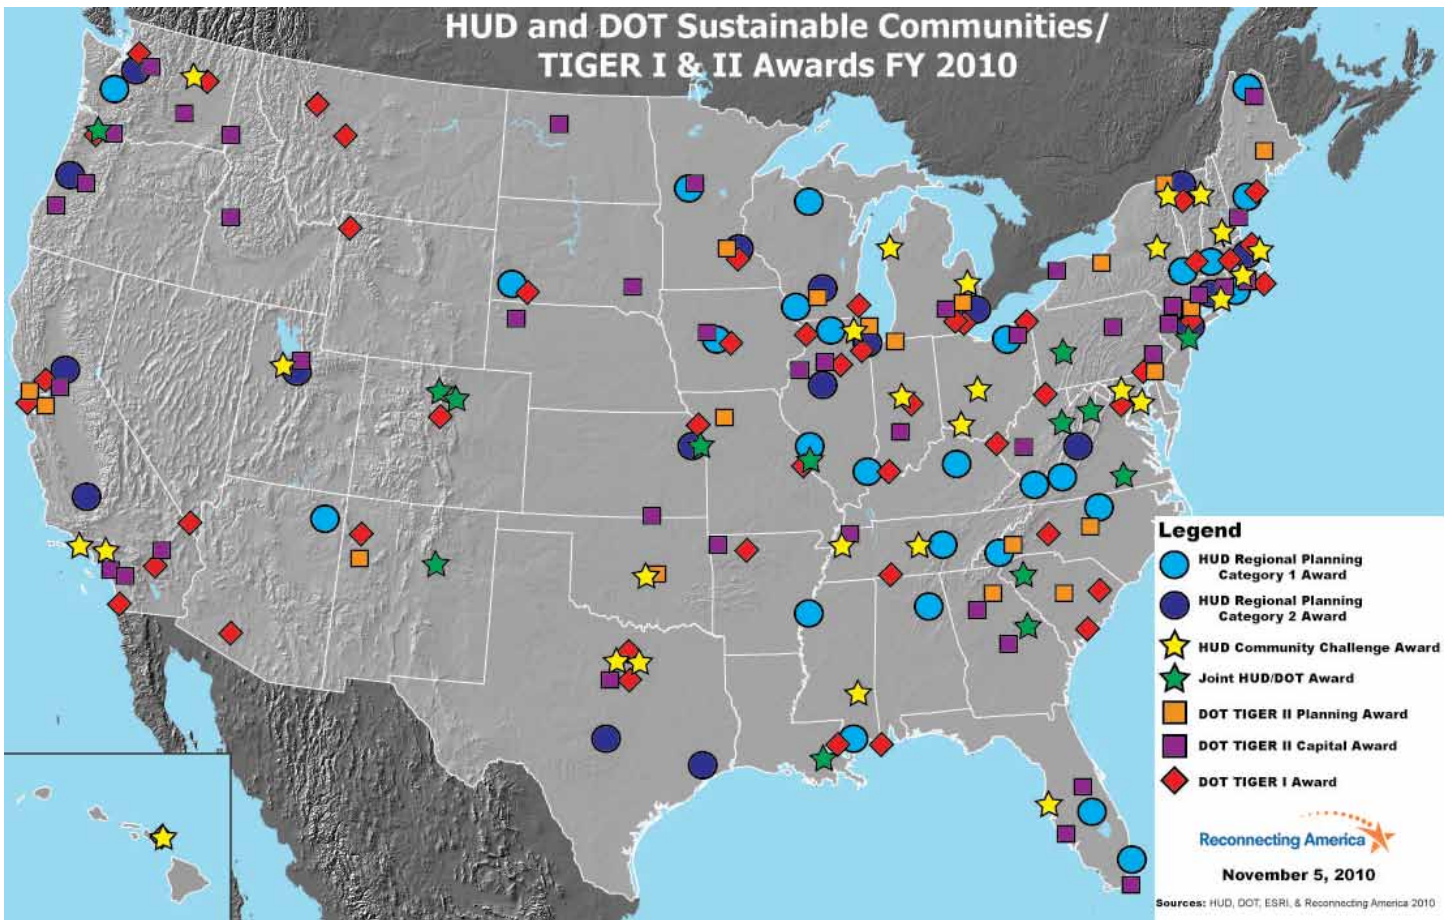 HUD and DOT Sustainable Communities/
TIGER I & II Awards FY 2010
Legend
HUD Regional Planning
Category 1 Award
HUD Regional Planning
Category 2 Award
HUD Community Challenge Award
Joint HUD/DOT Award
DOT TIGER II Planning Award
DOT TIGER II Capital Award
DOT TIGER I Award
Reconnecting America
November 5, 2010
Sources: HUD, DOT, ESRI, & Reconnecting America 2010